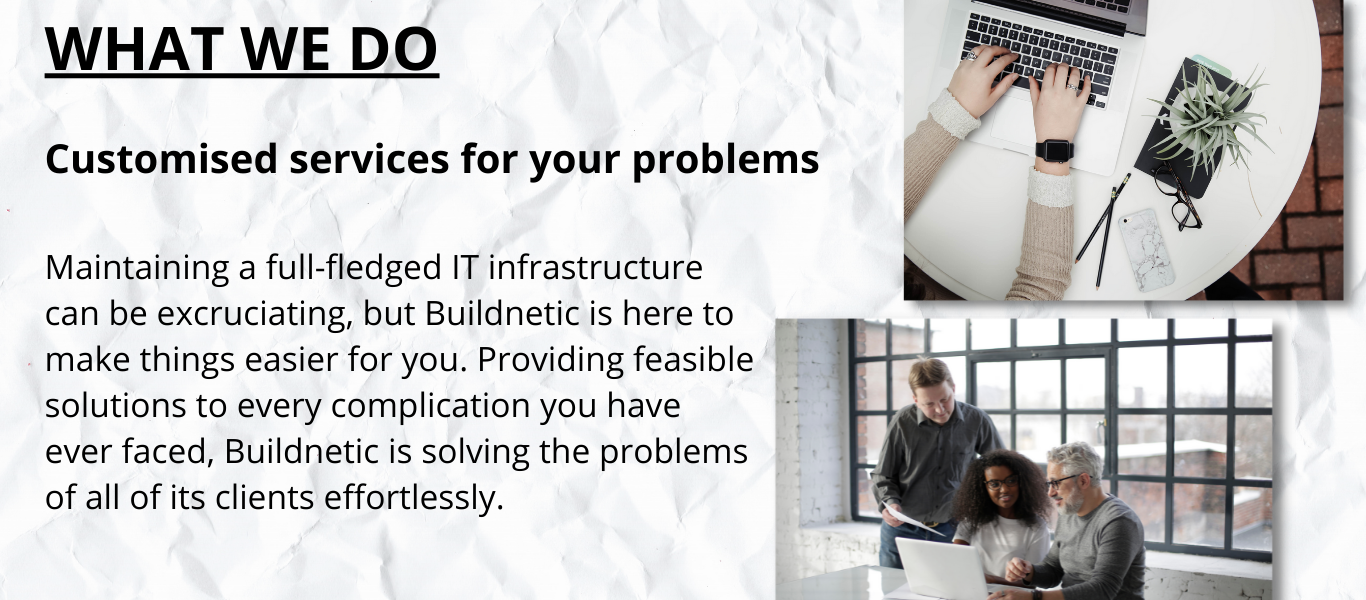 WHAT WE DO
Customised services for your problems
Maintaining a full-fledged IT infrastructure
can be excruciating, but Buildnetic is here to
make things easier for you. Providing feasible
solutions to every complication you have
ever faced, Buildnetic is solving the problems
of all of its clients effortlessly.